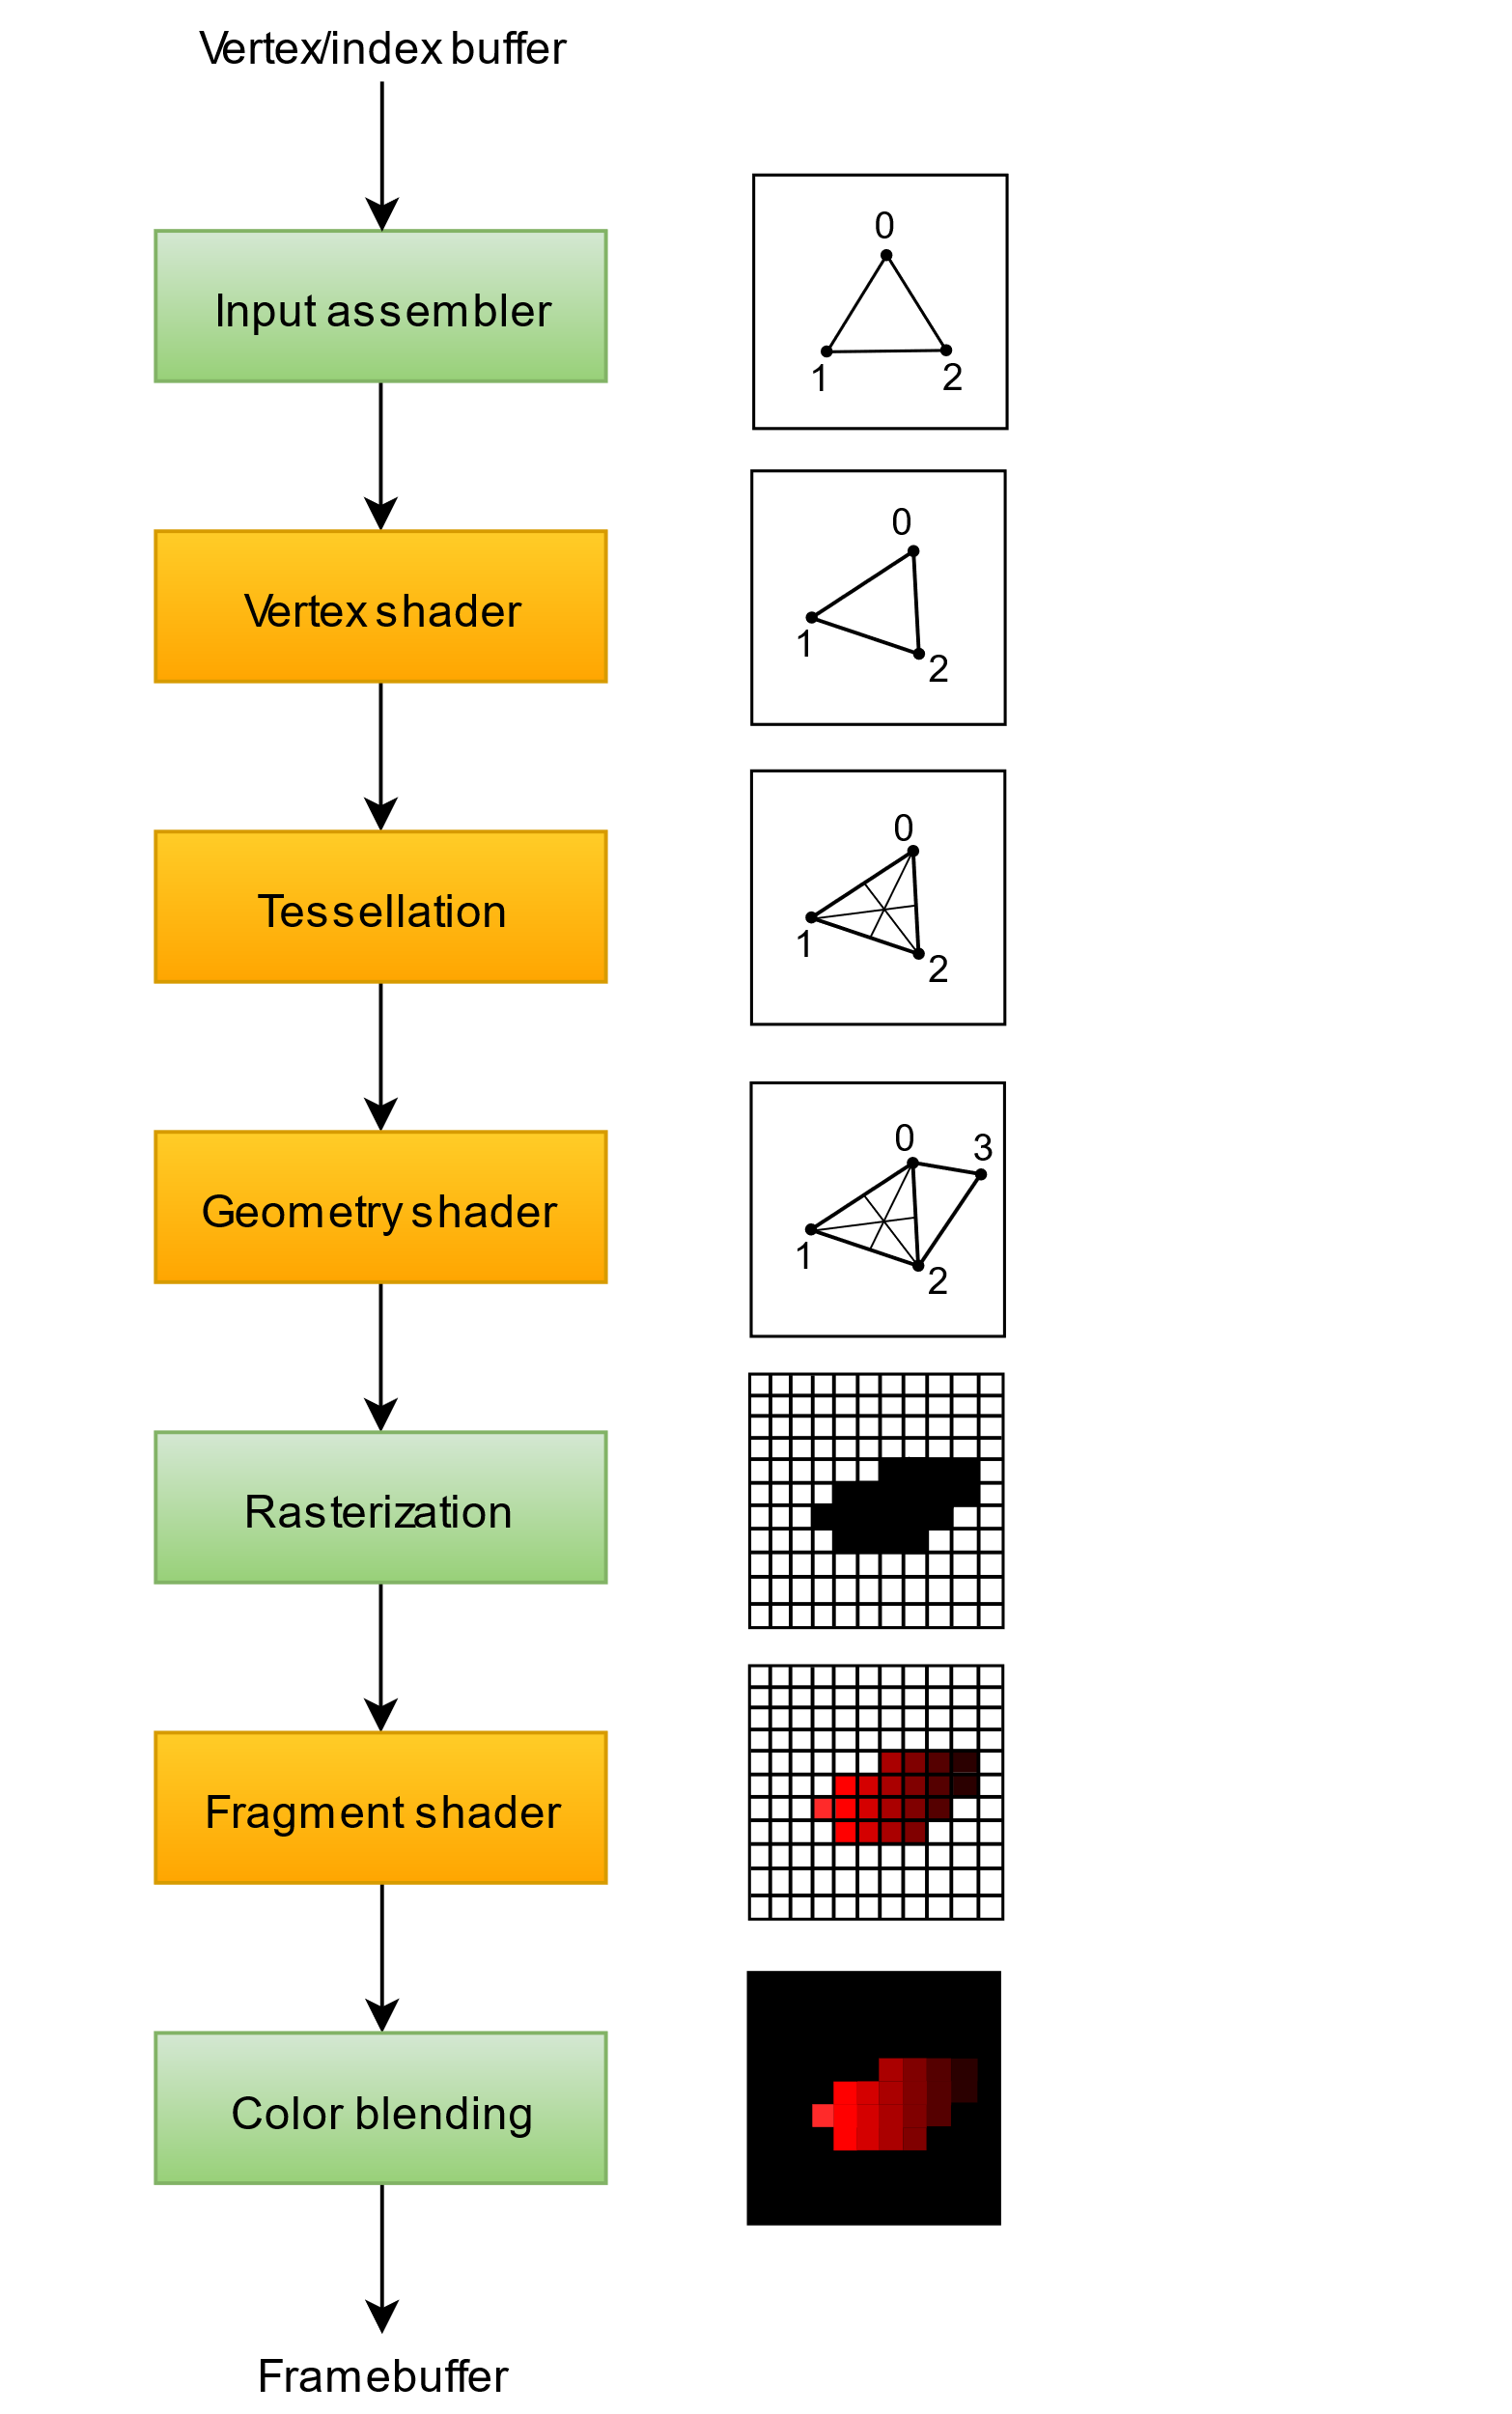 Vertex/index buffer
0
Input assembler
1 2
0
Vertex shader
1
2
0
Tessellation
1
2
0 3
Geometry shader
1
2
Rasterization
Fragment shader
Color blending
Framebuffer